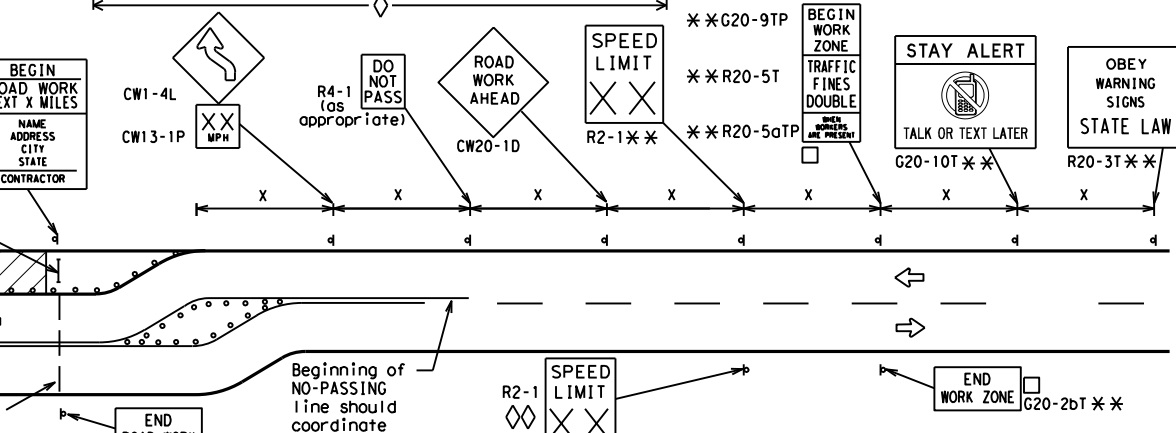 BEGIN
ROAD WORK
NEXT X MILES
NAME
ADDRESS
CITY
STATE
CONTRACTOR
CW1-4L
X X
MPH
CW13-1P
R4-1
(as
appropriate)
DO
NOT
PASS
ROAD
WORK
AHEAD
CW20-1D
SPEED
LIMIT
X X
R2-1**
**G20-9TP
**R20-5T
**R20-5aTP
BEGIN
WORK
ZONE
TRAFFIC
FINES
DOUBLE
WHEN
WORKERS
ARE PRESENT
STAY ALERT
TALK OR TEXT LATER
G20-10T **
OBEY
WARNING
SIGNS
STATE LAW
R20-3T **
X X X X X X X
Beginning of
NO-PASSING
line should
coordinate
R2-1
SPEED
LIMIT
X X
END
WORK ZONE
G20-2bT **
END
ROAD WORK